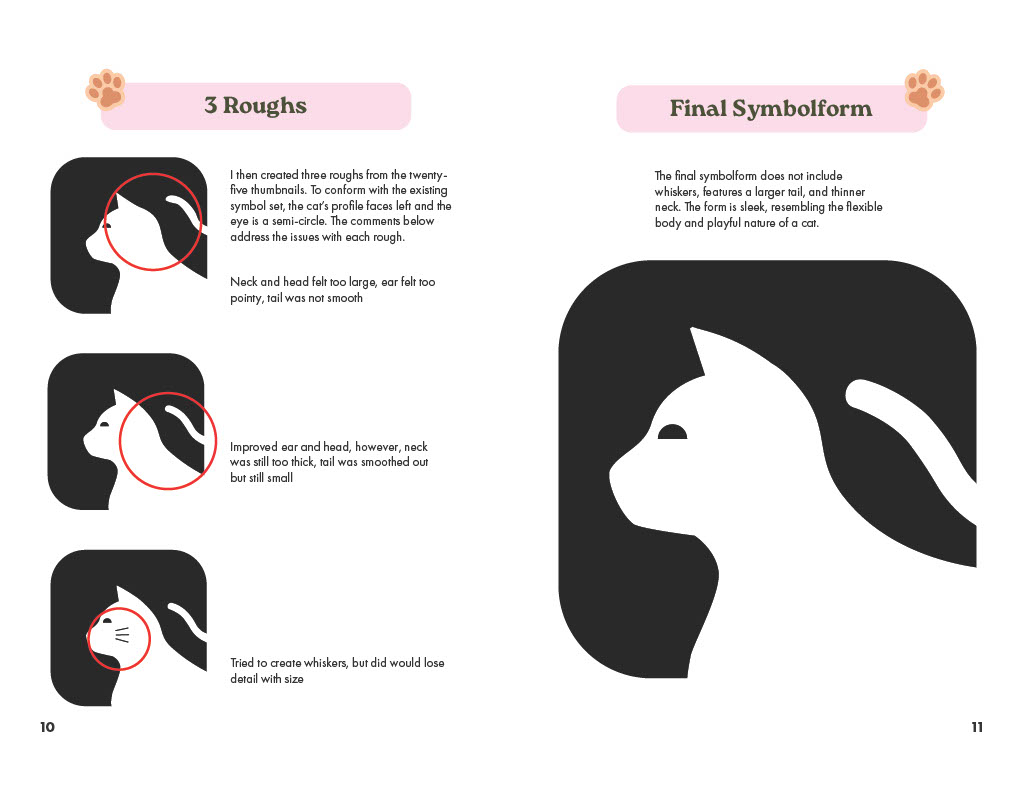 3 Roughs
I then created three roughs from the twenty-
five thumbnails. To conform with the existing
symbol set, the cat's profile faces left and the
eye is a semi-circle. The comments below
address the issues with each rough.
Neck and head felt too large, ear felt too
pointy, tail was not smooth
Improved ear and head, however, neck
was still too thick, tail was smoothed out
but still small
Tried to create whiskers, but did would lose
detail with size
10
Final Symbolform
The final symbolform does not include
whiskers, features a larger tail, and thinner
neck. The form is sleek, resembling the flexible
body and playful nature of a cat.
11